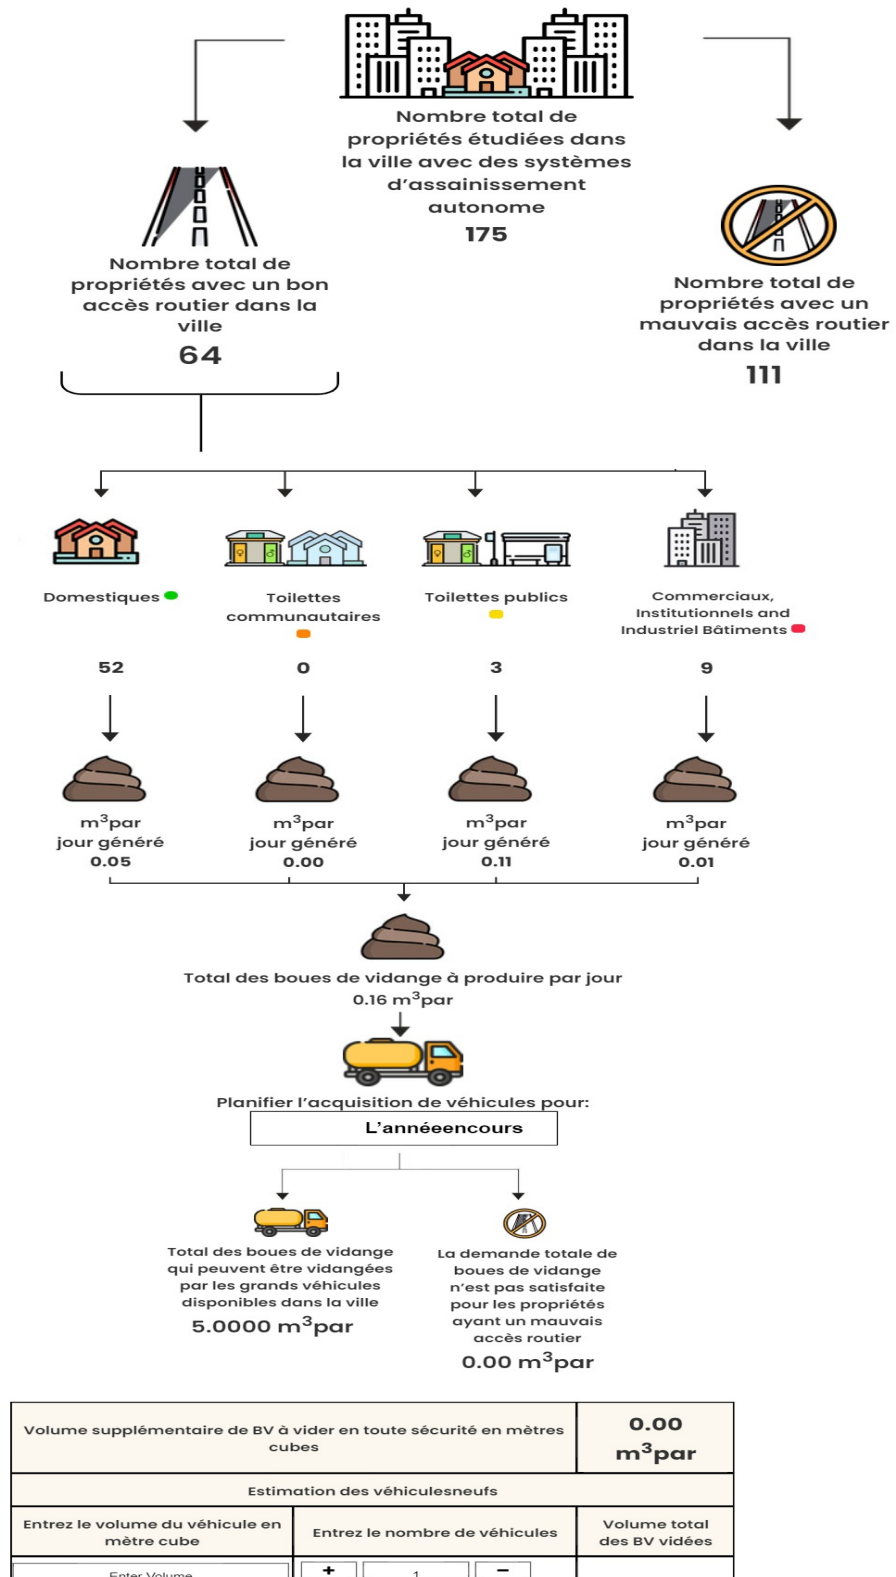 Nombre total de
propriétés étudiées dans
la ville avec des systèmes
d'assainissement
autonome
175
Nombre total de
propriétés avec un bon
accès routier dans la
ville
64
Nombre total de
propriétés avec un
mauvais accès routier
dans la ville
111
Domestiques
Toilettes
communautaires
Toilettes publics
Commerciaux,
Institutionnels and
Industriel Bâtiments
52
0
3
9
m³par
jour généré
0.05
m³par
jour généré
0.00
m³par
jour généré
0.11
m³par
jour généré
0.01
Total des boues de vidange à produire par jour
0.16 m³par
Planifier l'acquisition de véhicules pour:
L'annéeencours
Total des boues de vidange
qui peuvent être vidangées
par les grands véhicules
disponibles dans la ville
5.0000 m³par
La demande totale de
boues de vidange
n'est pas satisfaite
pour les propriétés
ayant un mauvais
accès routier
0.00 m³par
Volume supplémentaire de BV à vider en toute sécurité en mètres
cubes
0.00
m³par
Estimation des véhiculesneufs
Entrez le volume du véhicule en
mètre cube
Entrez le nombre de véhicules
Volume total
des BV vidées
Enter Volume
+ 1 −